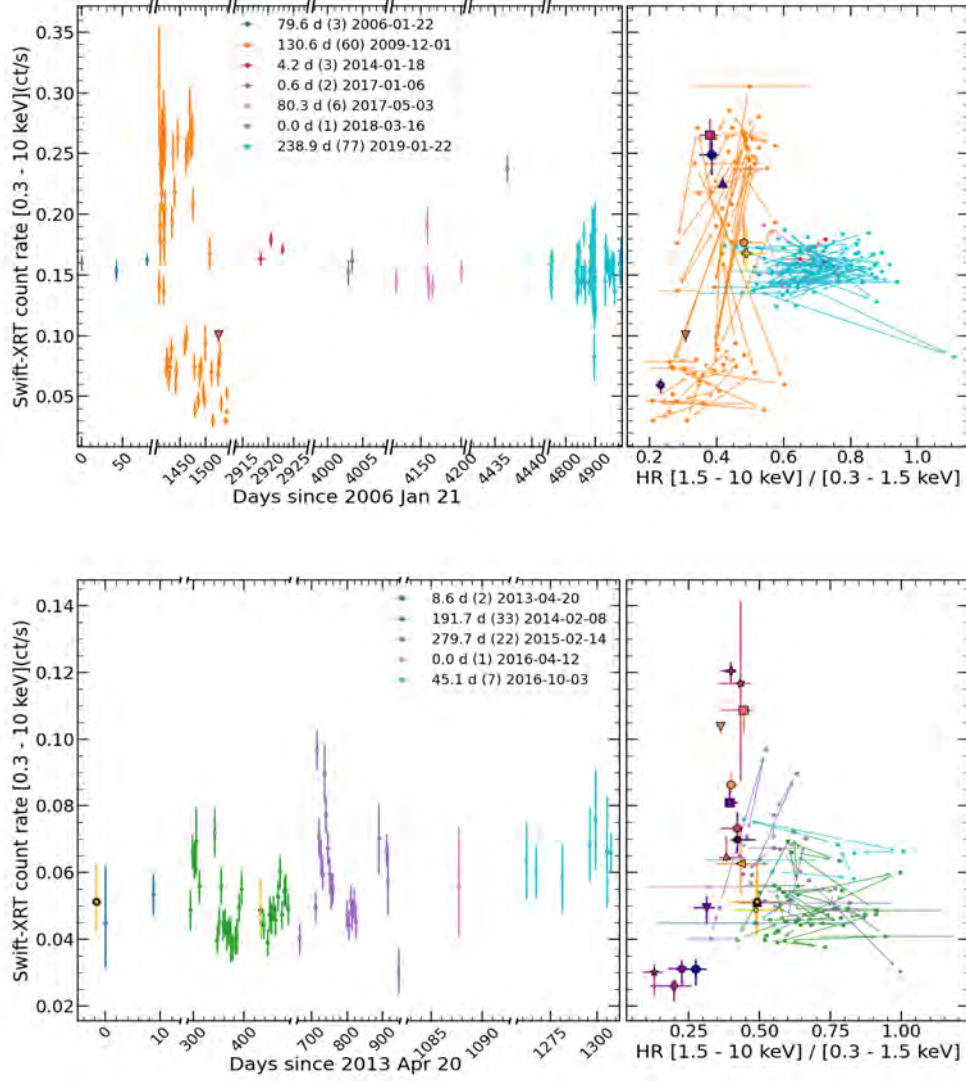 79.6 d (3) 2006-01-22
130.6 d (60) 2009-12-01
4.2 d (3) 2014-01-18
0.6 d (2) 2017-01-06
80.3 d (6) 2017-05-03
0.0 d (1) 2018-03-16
238.9 d (77) 2019-01-22
Swift-XRT count rate [0.3 - 10 keV](ct/s)
0.35
0.30
0.25
0.20
0.15
0.10
0.05
0 50 1450 1500 2915 2920 2925 4000 4005 4150 4200 4435 4440 4800 4900
Days since 2006 Jan 21
0.2 0.4 0.6 0.8 1.0
HR [1.5 - 10 keV] / [0.3 - 1.5 keV]
8.6 d (2) 2013-04-20
191.7 d (33) 2014-02-08
279.7 d (22) 2015-02-14
0.0 d (1) 2016-04-12
45.1 d (7) 2016-10-03
Swift-XRT count rate [0.3 - 10 keV](ct/s)
0.14
0.12
0.10
0.08
0.06
0.04
0.02
0 10 300 400 700 800 900 1085 1090 1275 1300
Days since 2013 Apr 20
0.25 0.50 0.75 1.00
HR [1.5 - 10 keV] / [0.3 - 1.5 keV]